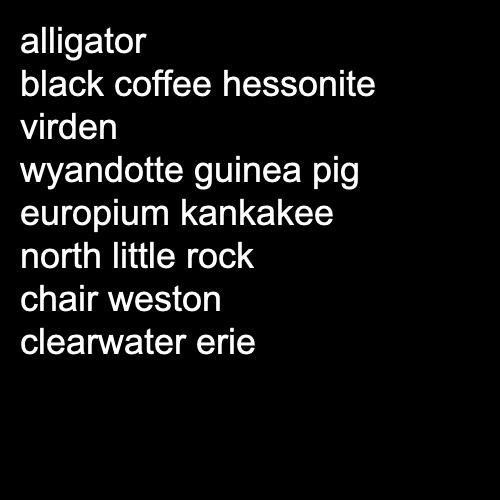 alligator
black coffee hessonite
virden
wyandotte guinea pig
europium kankakee
north little rock
chair weston
clearwater erie